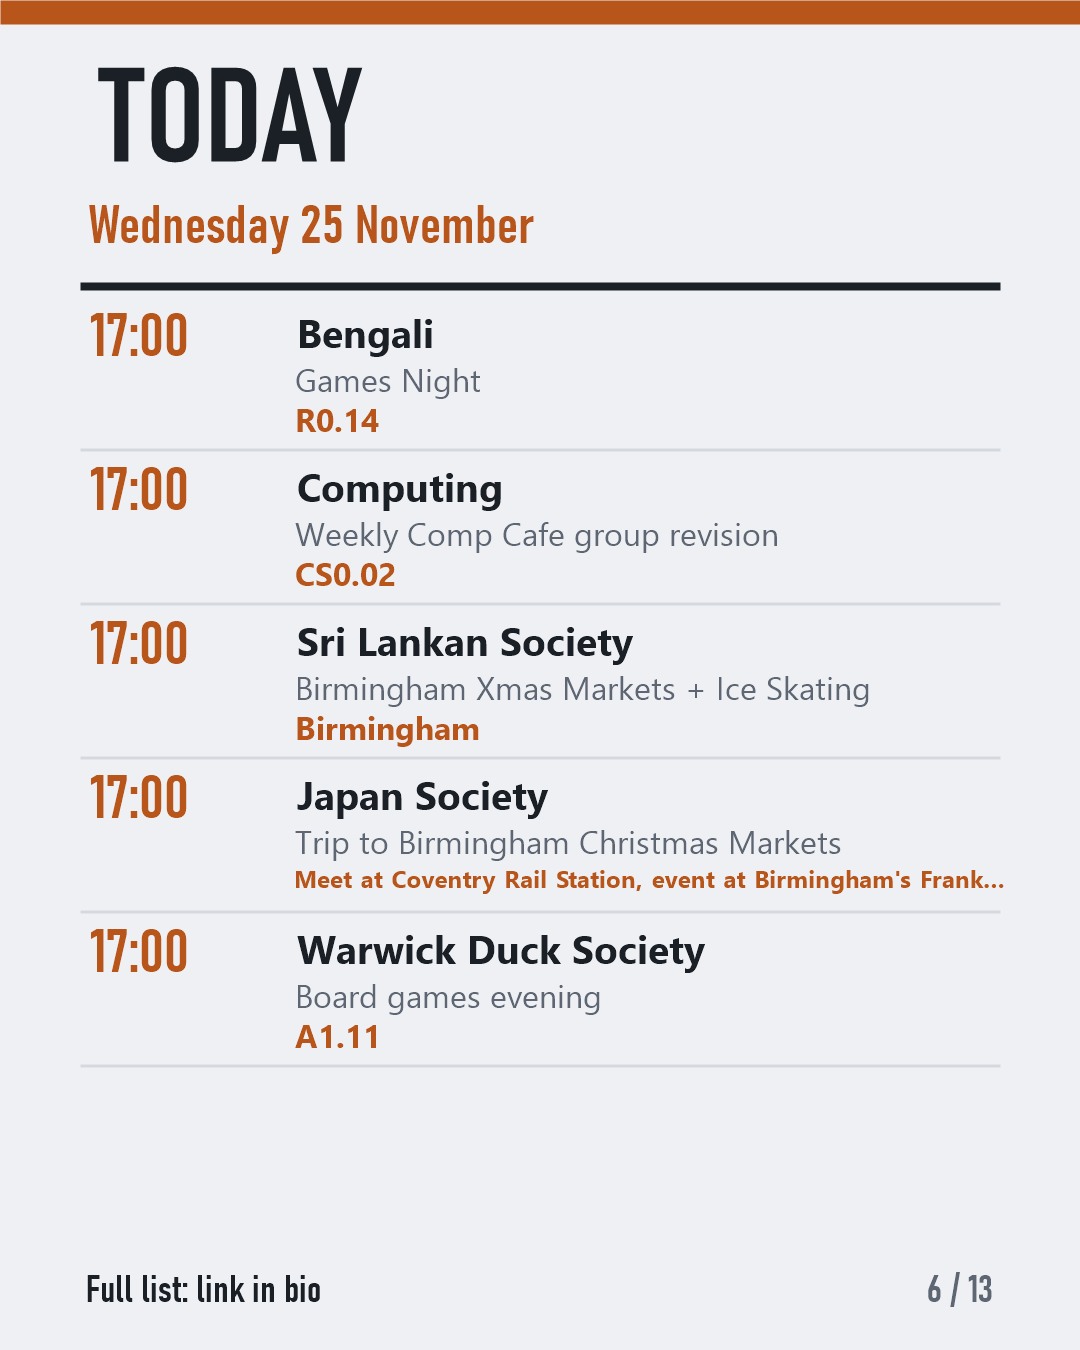 TODAY
Wednesday 25 November
17:00
Bengali
Games Night
R0.14
17:00
Computing
Weekly Comp Cafe group revision
CS0.02
17:00
Sri Lankan Society
Birmingham Xmas Markets + Ice Skating
Birmingham
17:00
Japan Society
Trip to Birmingham Christmas Markets
Meet at Coventry Rail Station, event at Birmingham's Frank...
17:00
Warwick Duck Society
Board games evening
A1.11
Full list: link in bio
6 / 13